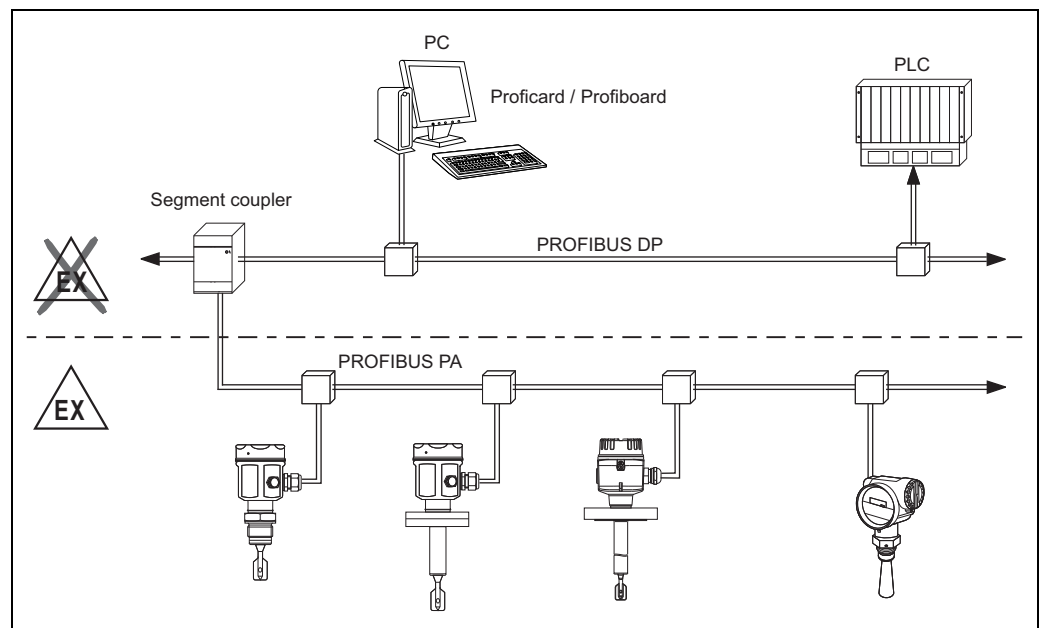 PC
PLC
Proficard / Profiboard
Segment coupler
PROFIBUS DP
EX
PROFIBUS PA
EX